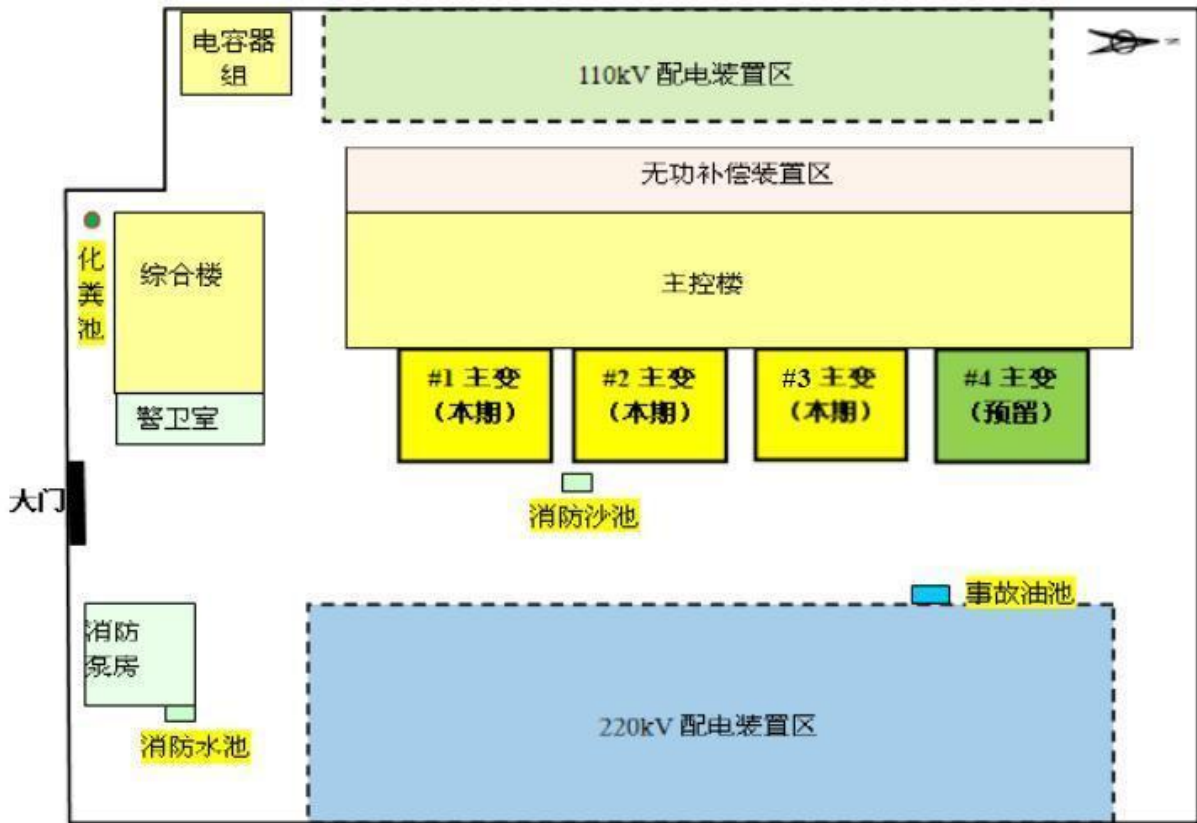 电容器
组
110kV 配电装置区
N
无功补偿装置区
化
粪
池
综合楼
主控楼
#1 主变
（本期）
#2 主变
（本期）
#3 主变
（本期）
#4 主变
（预留）
警卫室
大门
消防沙池
事故油池
消防
泵房
220kV 配电装置区
消防水池